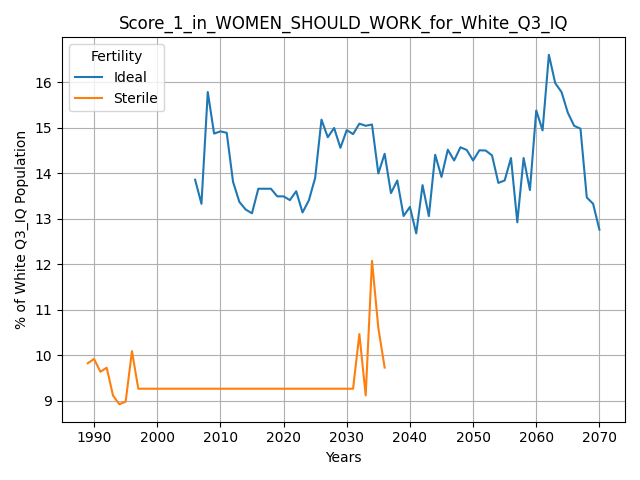 Score_1_in_WOMEN_SHOULD_WORK_for_White_Q3_IQ
Fertility
Ideal
Sterile
% of White Q3_IQ Population
16
15
14
13
12
11
10
9
1990 2000 2010 2020 2030 2040 2050 2060 2070
Years